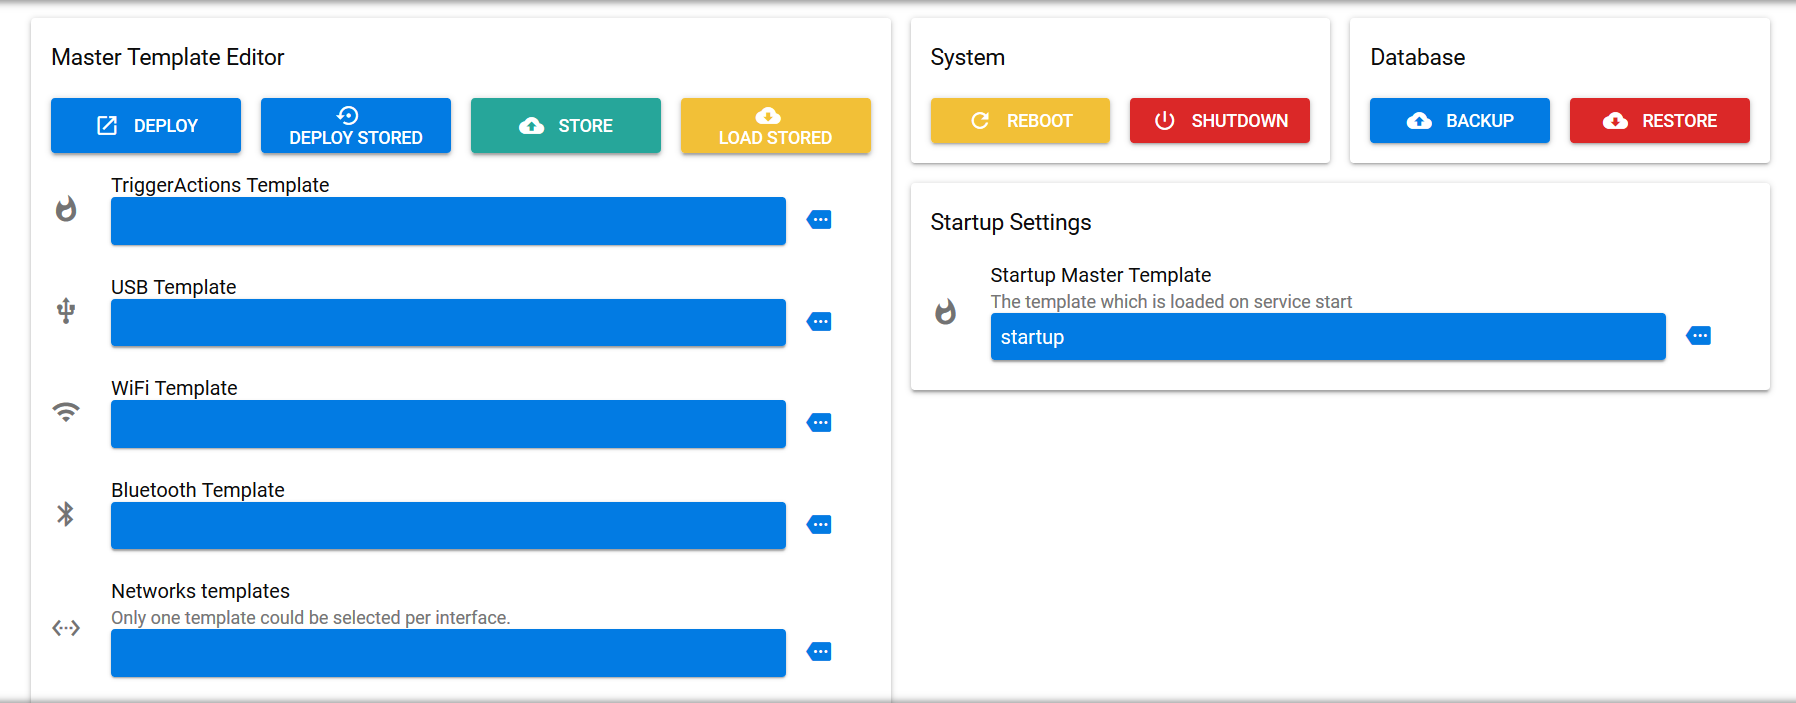 Master Template Editor
DEPLOY
DEPLOY STORED
STORE
LOAD STORED
TriggerActions Template
USB Template
WiFi Template
Bluetooth Template
Networks templates
Only one template could be selected per interface.
System
REBOOT
SHUTDOWN
Database
BACKUP
RESTORE
Startup Settings
Startup Master Template
The template which is loaded on service start
startup